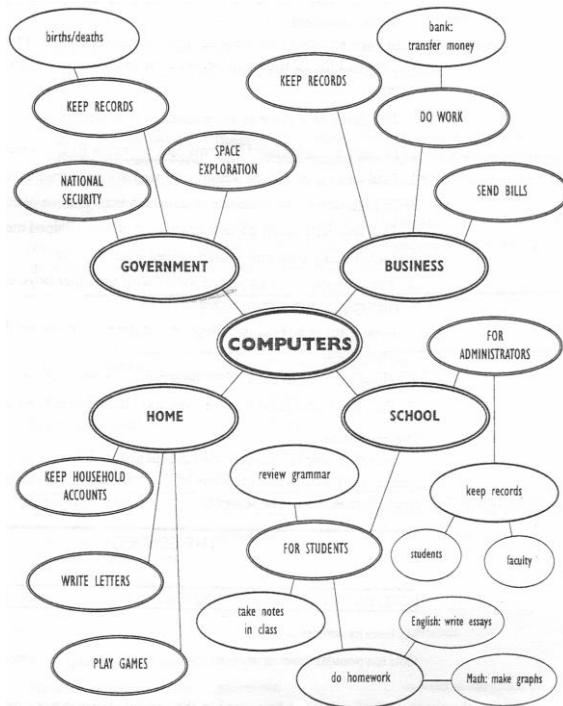 births/deaths
KEEP RECORDS
NATIONAL
SECURITY
SPACE
EXPLORATION
GOVERNMENT
KEEP RECORDS
bank:
transfer money
DO WORK
SEND BILLS
BUSINESS
COMPUTERS
HOME
KEEP HOUSEHOLD
ACCOUNTS
WRITE LETTERS
PLAY GAMES
SCHOOL
FOR
ADMINISTRATORS
keep records
students
faculty
review grammar
FOR STUDENTS
take notes
in class
do homework
English: write essays
Math: make graphs